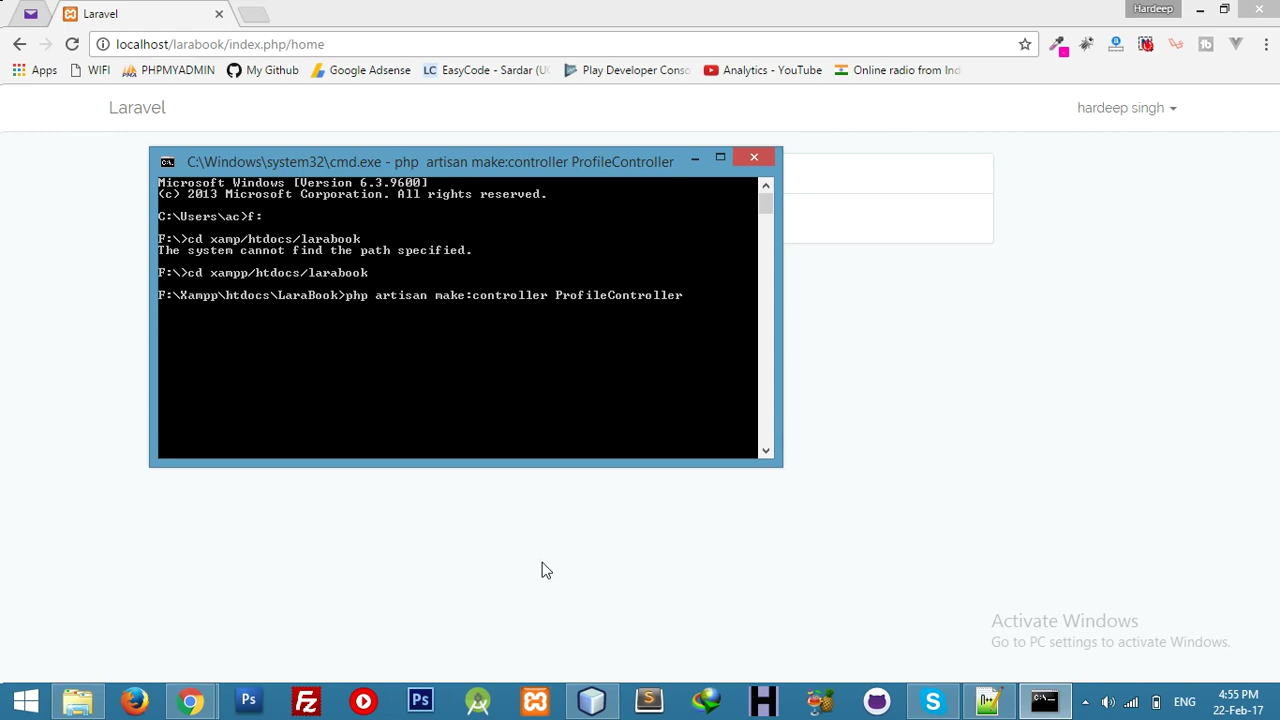 Laravel
Hardeep
localhost/larabook/index.php/home
Apps WIFI PHPMYADMIN My Github Google Adsense LC EasyCode - Sardar (UC Play Developer Conso Analytics - YouTube Online radio from Ind
Laravel
hardeep singh
C:\Windows\system32\cmd.exe - php artisan make:controller ProfileController
Microsoft Windows [Version 6.3.9600]
(c) 2013 Microsoft Corporation. All rights reserved.
C:\Users\ac>f:
F:\>cd xamp/htdocs/larabook
The system cannot find the path specified.
F:\>cd xampp/htdocs/larabook
F:\Xampp\htdocs\LaraBook>php artisan make:controller ProfileController
Activate Windows
Go to PC settings to activate Windows.
ENG
4:55 PM
22-Feb-17